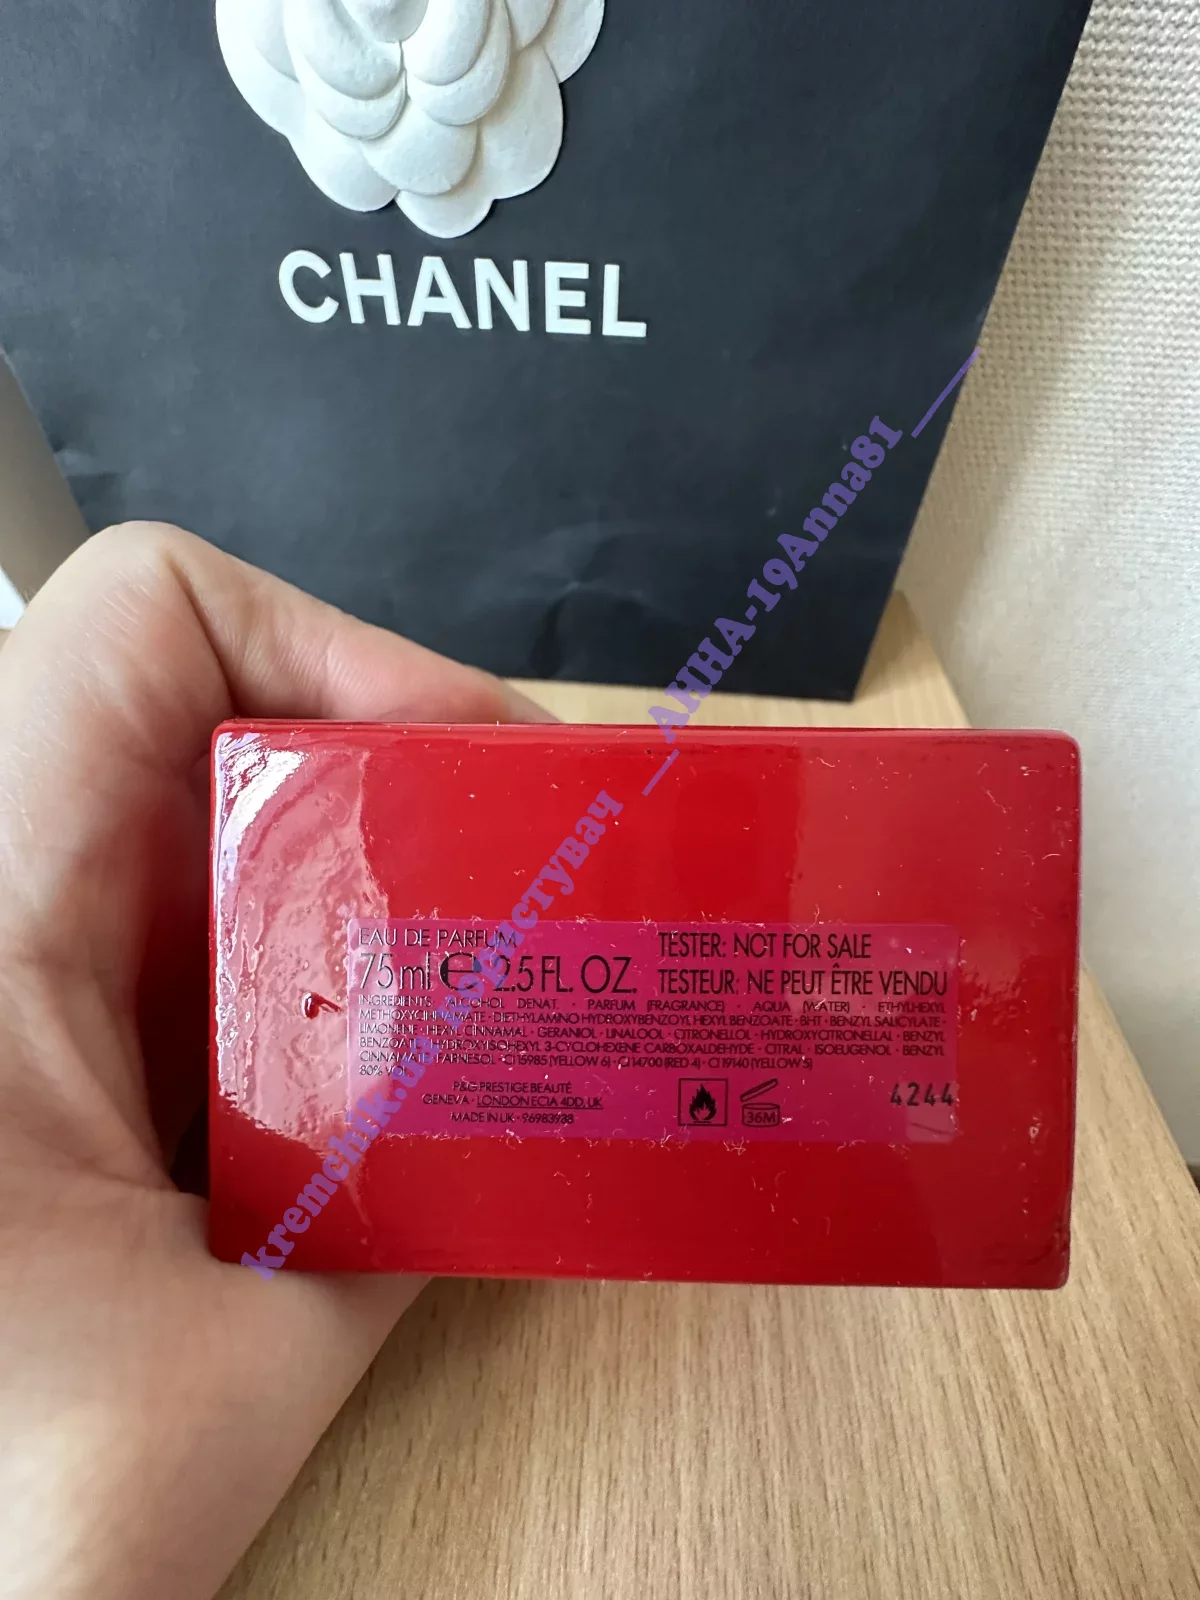 CHANEL
kremchik.ua користувач __АННА-19Anna81___
EAU DE PARFUM
75 ml e 2.5 FL. OZ.
TESTER: NOT FOR SALE
TESTEUR: NE PEUT ÊTRE VENDU
INGREDIENTS: ALCOHOL DENAT. · PARFUM (FRAGRANCE) · AQUA (WATER) · ETHYLHEXYL
METHOXYCINNAMATE · DIETHYLAMINO HYDROXYBENZOYL HEXYL BENZOATE · BHT · BENZYL SALICYLATE ·
LIMONENE · HEXYL CINNAMAL · GERANIOL · LINALOOL · CITRONELLOL · HYDROXYCITRONELLAL · BENZYL
BENZOATE · HYDROXYISOHEXYL 3-CYCLOHEXENE CARBOXALDEHYDE · CITRAL · ISOEUGENOL · BENZYL
CINNAMATE · FARNESOL · CI 15985 (YELLOW 6) · CI 14700 (RED 4) · CI 19140 (YELLOW 5)
80% VOL.
P&G PRESTIGE BEAUTÉ
GENEVA · LONDON EC1A 4DD, UK
MADE IN UK · 96983988
36M
4244